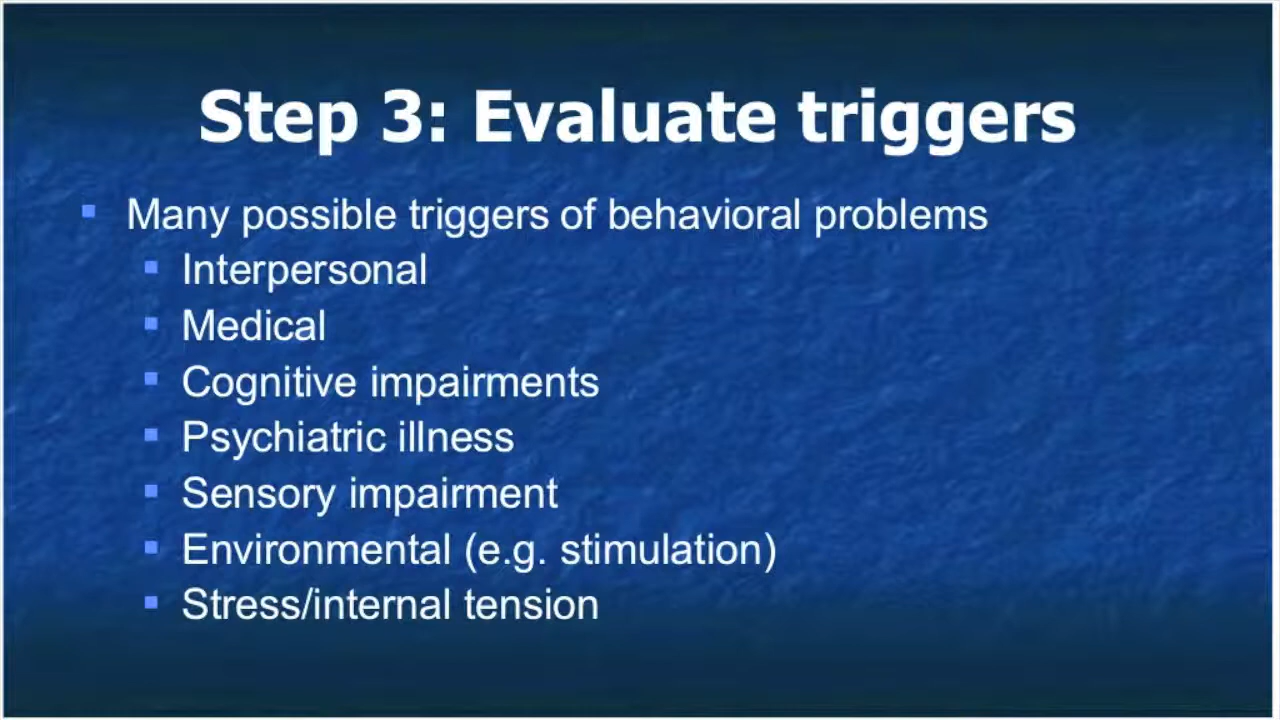 Step 3: Evaluate triggers
Many possible triggers of behavioral problems
Interpersonal
Medical
Cognitive impairments
Psychiatric illness
Sensory impairment
Environmental (e.g. stimulation)
Stress/internal tension